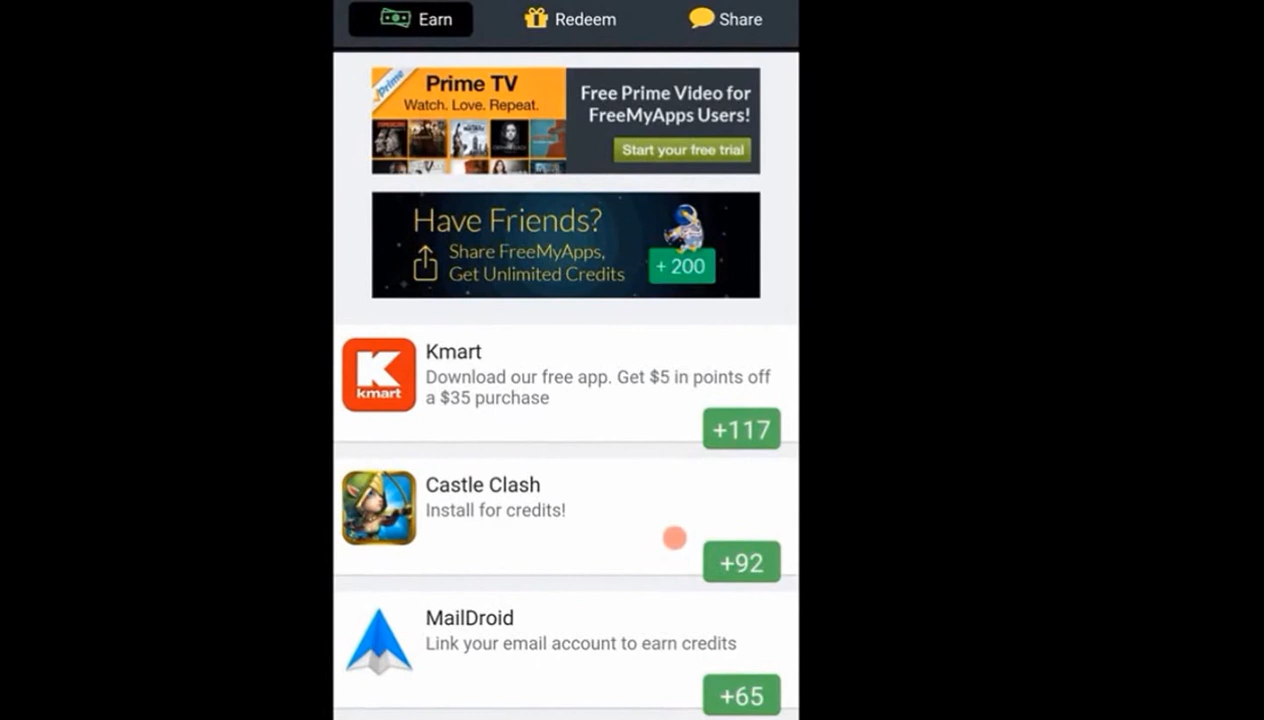 Earn
Redeem
Share
Prime
Prime TV
Watch. Love. Repeat.
Free Prime Video for
FreeMyApps Users!
Start your free trial
Have Friends?
Share FreeMyApps,
Get Unlimited Credits
+ 200
Kmart
Download our free app. Get $5 in points off
a $35 purchase
K
kmart
+117
Castle Clash
Install for credits!
+92
MailDroid
Link your email account to earn credits
+65